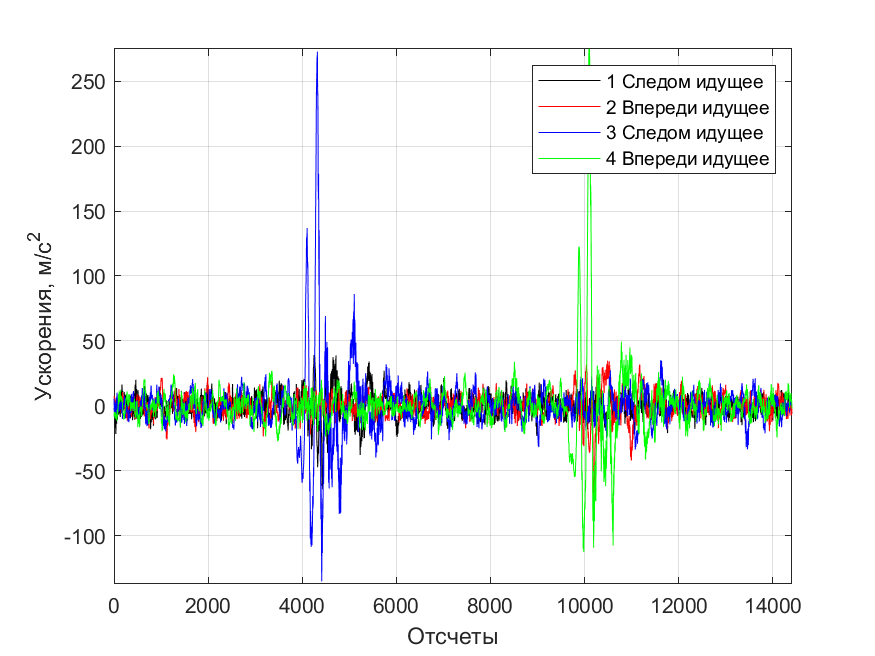 250
200
150
100
50
0
-50
-100
Ускорения, м/с2
0 2000 4000 6000 8000 10000 12000 14000
Отсчеты
1 Следом идущее
2 Впереди идущее
3 Следом идущее
4 Впереди идущее